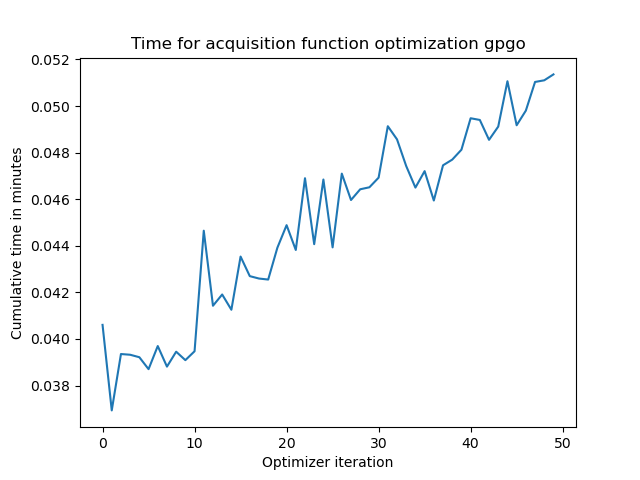 Time for acquisition function optimization gpgo
0.052
0.050
0.048
0.046
0.044
0.042
0.040
0.038
Cumulative time in minutes
0 10 20 30 40 50
Optimizer iteration